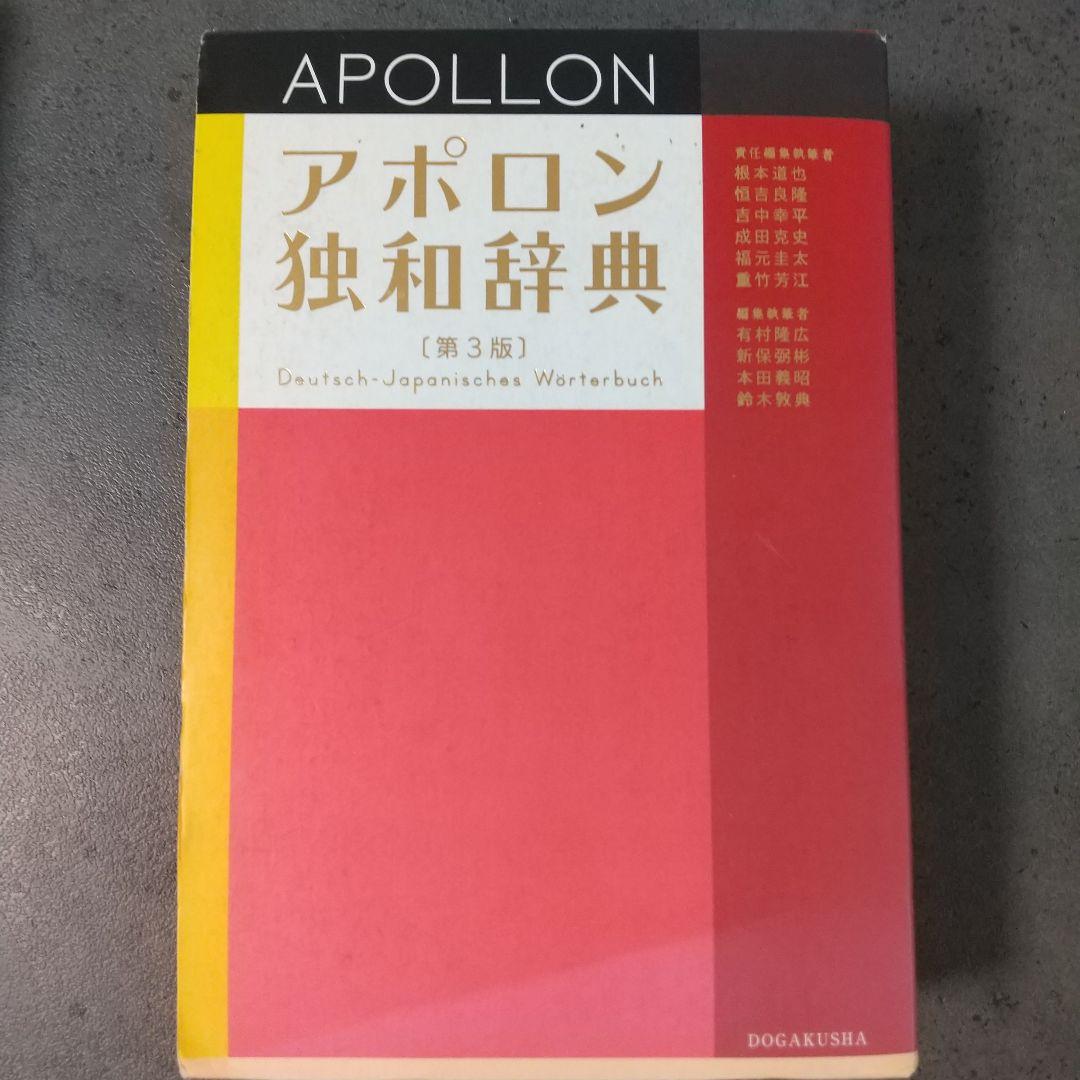 APOLLON
アポロン
独和辞典
〔第3版〕
Deutsch-Japanisches Wörterbuch
責任編集執筆者
根本道也
恒吉良隆
吉中幸平
成田克史
福元圭太
重竹芳江
編集執筆者
有村隆広
新保弼彬
本田義昭
鈴木敦典
DOGAKUSHA